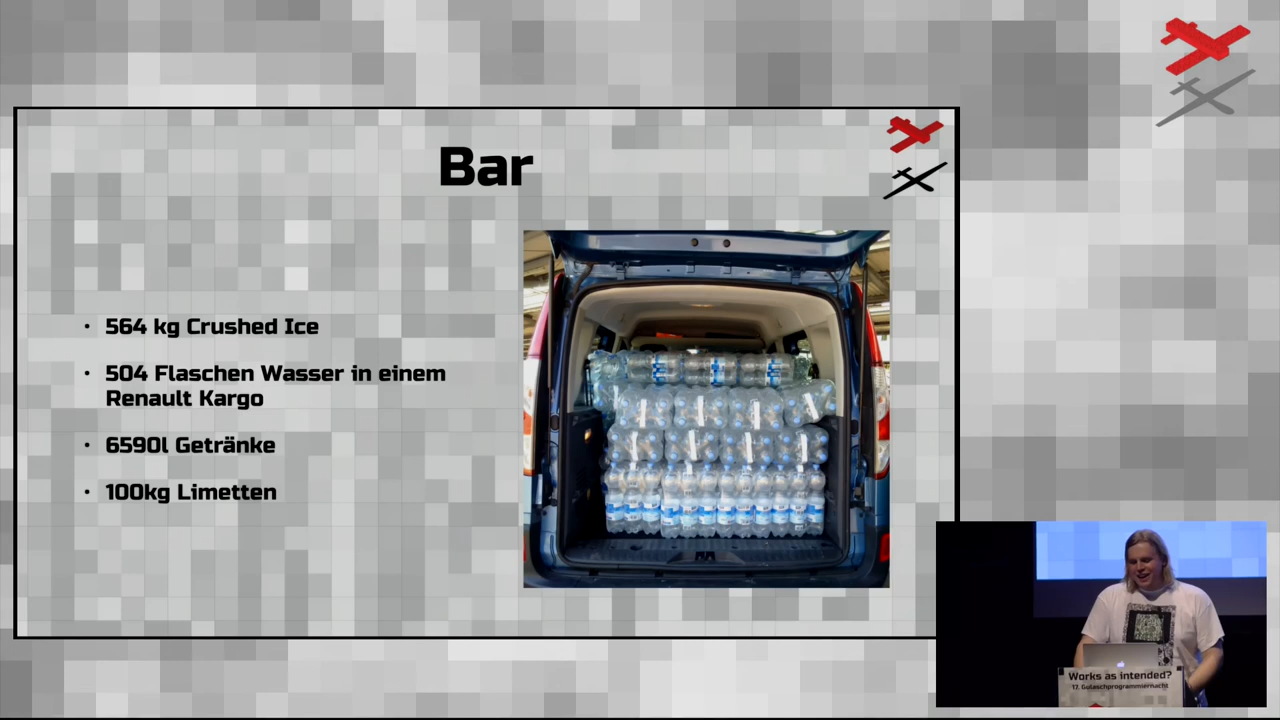 Bar
• 564 kg Crushed Ice
• 504 Flaschen Wasser in einem
Renault Kargo
• 6590l Getränke
• 100kg Limetten
Works as intended?
17. Gulaschprogrammiernacht